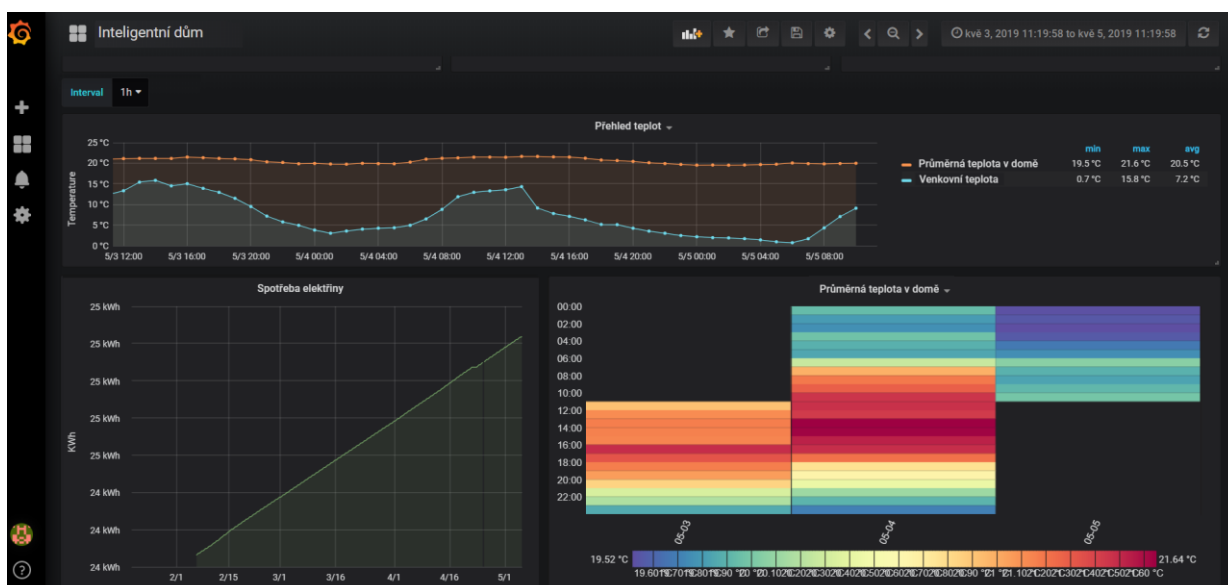 Inteligentní dům
kvě 3, 2019 11:19:58 to kvě 5, 2019 11:19:58
Interval 1h
Přehled teplot
25 °C
20 °C
15 °C
10 °C
5 °C
0 °C
Temperature
5/3 12:00 5/3 16:00 5/3 20:00 5/4 00:00 5/4 04:00 5/4 08:00 5/4 12:00 5/4 16:00 5/4 20:00 5/5 00:00 5/5 04:00 5/5 08:00
min max avg
Průměrná teplota v domě 19.5 °C 21.6 °C 20.5 °C
Venkovní teplota 0.7 °C 15.8 °C 7.2 °C
Spotřeba elektřiny
25 kWh
25 kWh
25 kWh
25 kWh
25 kWh
24 kWh
24 kWh
24 kWh
KWh
2/1 2/15 3/1 3/16 4/1 4/16 5/1
Průměrná teplota v domě
00:00
02:00
04:00
06:00
08:00
10:00
12:00
14:00
16:00
18:00
20:00
22:00
05-03 05-04 05-05
19.52 °C 21.64 °C